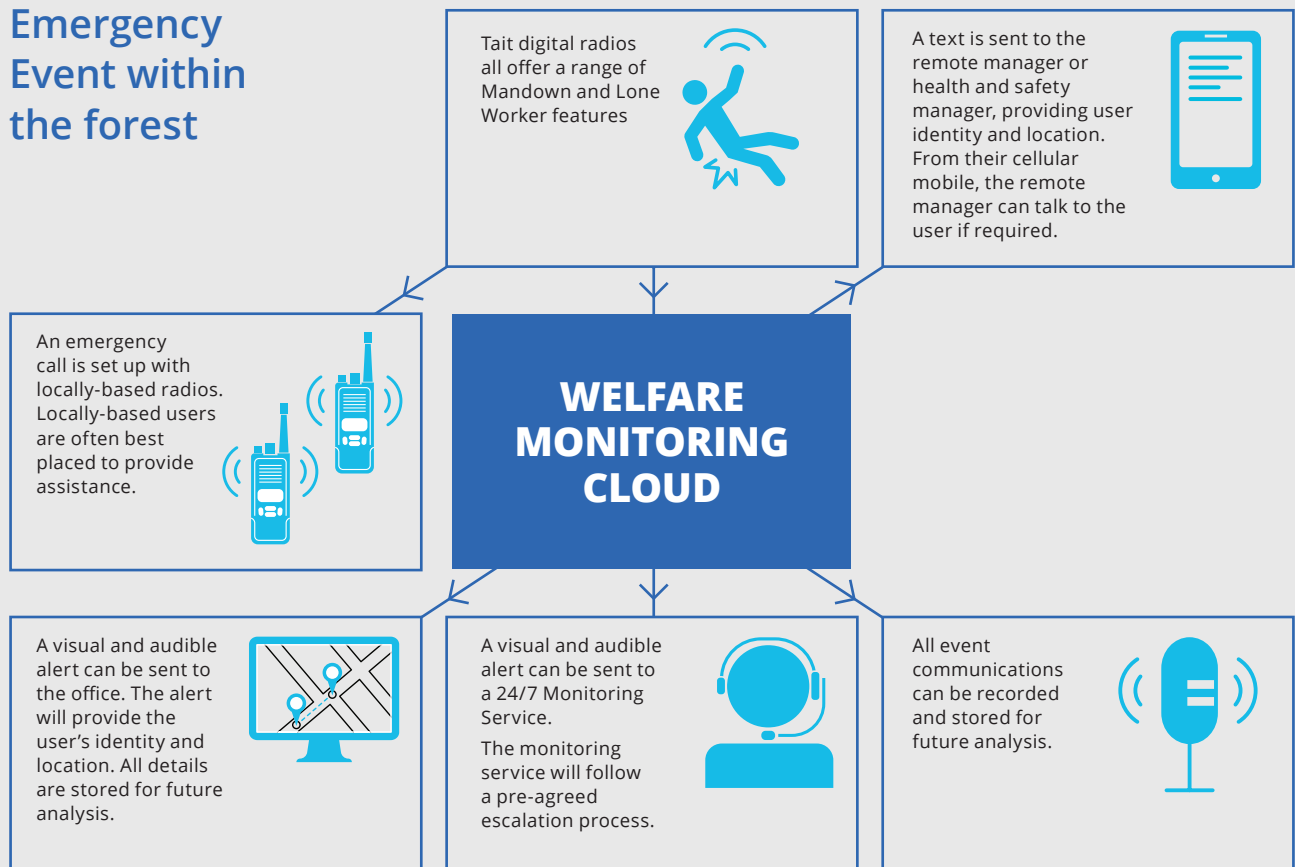 Emergency
Event within
the forest
Tait digital radios
all offer a range of
Mandown and Lone
Worker features
A text is sent to the
remote manager or
health and safety
manager, providing user
identity and location.
From their cellular
mobile, the remote
manager can talk to the
user if required.
An emergency
call is set up with
locally-based radios.
Locally-based users
are often best
placed to provide
assistance.
WELFARE
MONITORING
CLOUD
A visual and audible
alert can be sent to
the office. The alert
will provide the
user’s identity and
location. All details
are stored for future
analysis.
A visual and audible
alert can be sent to
a 24/7 Monitoring
Service.
The monitoring
service will follow
a pre-agreed
escalation process.
All event
communications
can be recorded
and stored for
future analysis.